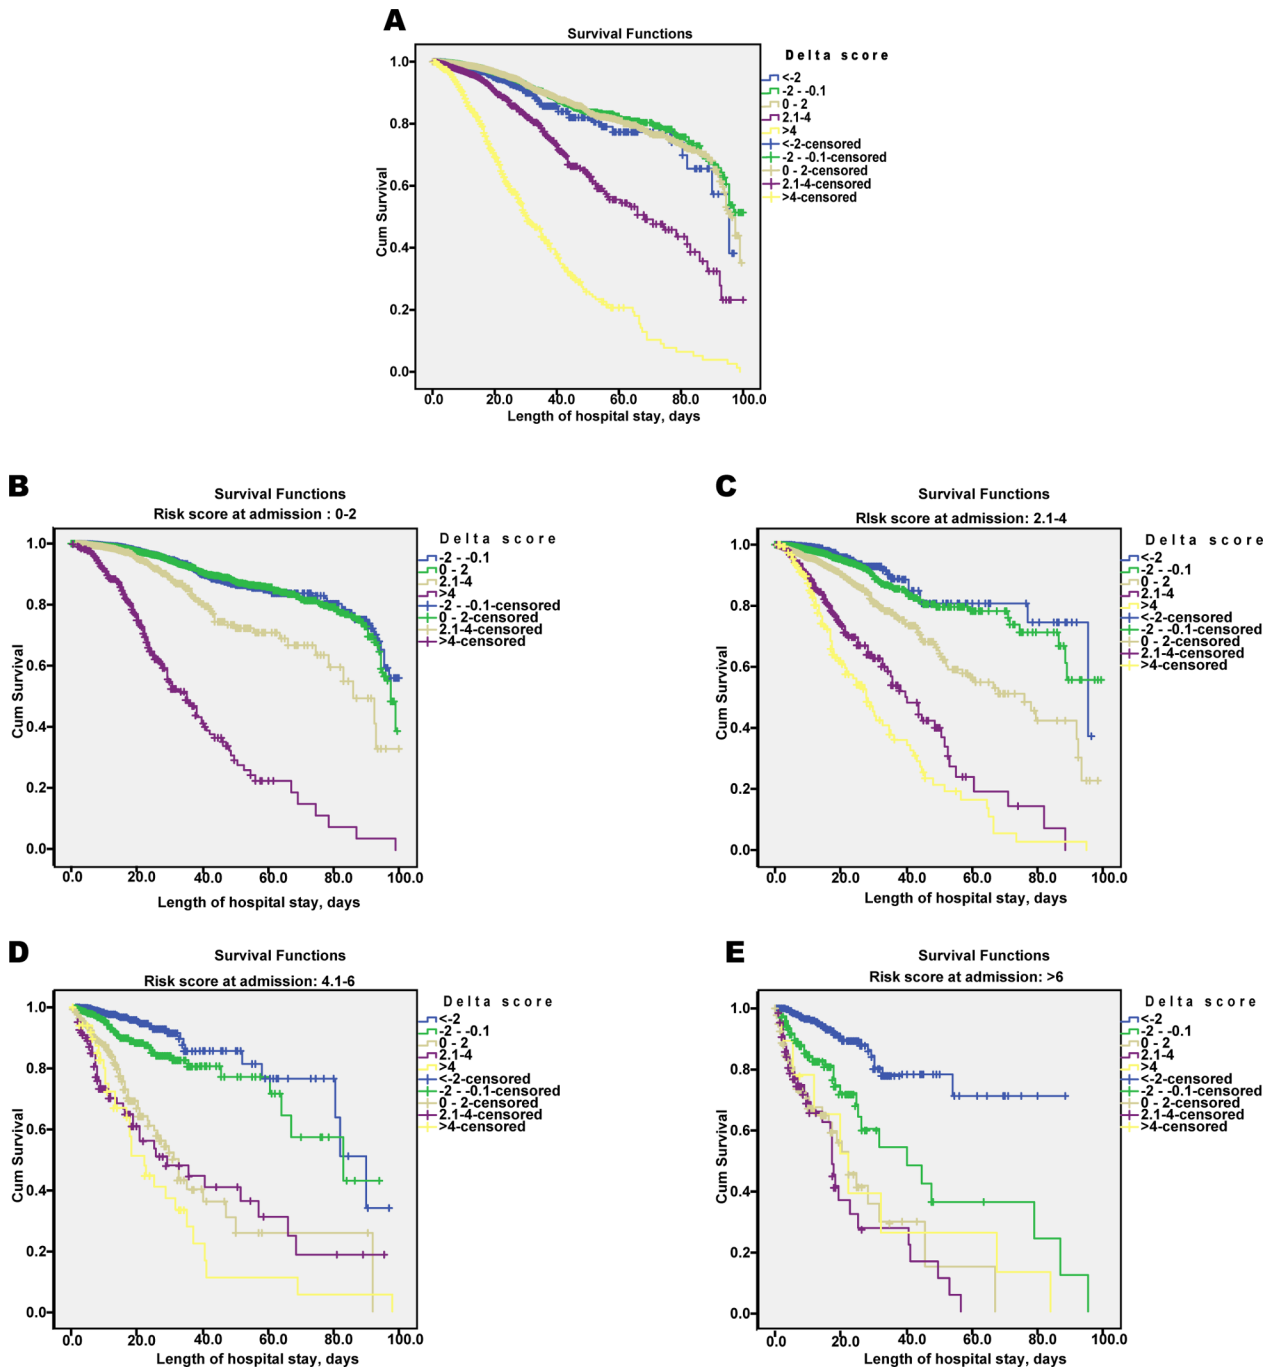 A
Survival Functions
Delta score
<-2
-2 - -0.1
0 - 2
2.1-4
>4
<-2-censored
-2 - -0.1-censored
0 - 2-censored
2.1-4-censored
>4-censored
Cum Survival
1.0
0.8
0.6
0.4
0.2
0.0
0.0 20.0 40.0 60.0 80.0 100.0
Length of hospital stay, days
B
Survival Functions
Risk score at admission : 0-2
Delta score
-2 - -0.1
0 - 2
2.1-4
>4
-2 - -0.1-censored
0 - 2-censored
2.1-4-censored
>4-censored
Cum Survival
1.0
0.8
0.6
0.4
0.2
0.0
0.0 20.0 40.0 60.0 80.0 100.0
Length of hospital stay, days
C
Survival Functions
RIsk score at admission: 2.1-4
Delta score
<-2
-2 - -0.1
0 - 2
2.1-4
>4
<-2-censored
-2 - -0.1-censored
0 - 2-censored
2.1-4-censored
>4-censored
Cum Survival
1.0
0.8
0.6
0.4
0.2
0.0
0.0 20.0 40.0 60.0 80.0 100.0
Length of hospital stay, days
D
Survival Functions
Risk score at admission: 4.1-6
Delta score
<-2
-2 - -0.1
0 - 2
2.1-4
>4
<-2-censored
-2 - -0.1-censored
0 - 2-censored
2.1-4-censored
>4-censored
Cum Survival
1.0
0.8
0.6
0.4
0.2
0.0
0.0 20.0 40.0 60.0 80.0 100.0
Length of hospital stay, days
E
Survival Functions
Risk score at admission: >6
Delta score
<-2
-2 - -0.1
0 - 2
2.1-4
>4
<-2-censored
-2 - -0.1-censored
0 - 2-censored
2.1-4-censored
>4-censored
Cum Survival
1.0
0.8
0.6
0.4
0.2
0.0
0.0 20.0 40.0 60.0 80.0 100.0
Length of hospital stay, days